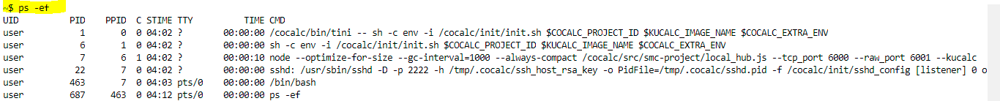 ~$ ps -ef
UID PID PPID C STIME TTY TIME CMD
user 1 0 0 04:02 ? 00:00:00 /cocalc/bin/tini -- sh -c env -i /cocalc/init/init.sh $COCALC_PROJECT_ID $KUCALC_IMAGE_NAME $COCALC_EXTRA_ENV
user 6 1 0 04:02 ? 00:00:00 sh -c env -i /cocalc/init/init.sh $COCALC_PROJECT_ID $KUCALC_IMAGE_NAME $COCALC_EXTRA_ENV
user 7 6 1 04:02 ? 00:00:10 node --optimize-for-size --gc-interval=1000 --always-compact /cocalc/src/smc-project/local_hub.js --tcp_port 6000 --raw_port 6001 --kucalc
user 22 7 0 04:02 ? 00:00:00 sshd: /usr/sbin/sshd -D -p 2222 -h /tmp/.cocalc/ssh_host_rsa_key -o PidFile=/tmp/.cocalc/sshd.pid -f /cocalc/init/sshd_config [listener] 0 o
user 463 7 0 04:03 pts/0 00:00:00 /bin/bash
user 687 463 0 04:12 pts/0 00:00:00 ps -ef